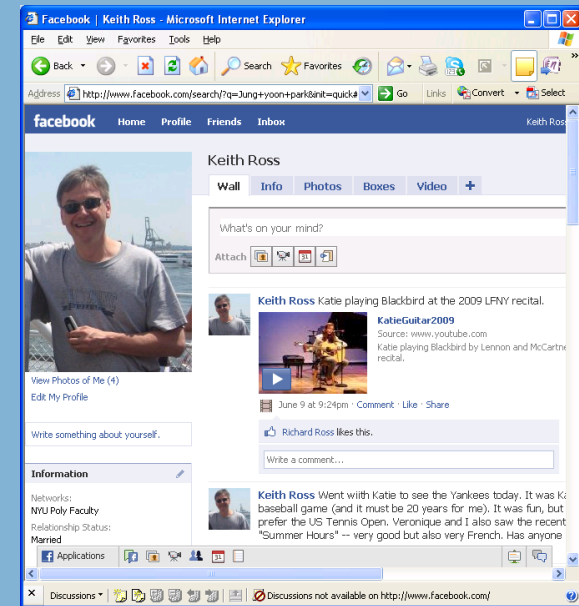 Facebook | Keith Ross - Microsoft Internet Explorer
File Edit View Favorites Tools Help
Back Search Favorites »
Address http://www.facebook.com/search/?q=Jung+yoon+park&init=quick# Go Links Convert Select
facebook Home Profile Friends Inbox Keith Ross
Keith Ross
Wall Info Photos Boxes Video +
What's on your mind?
Attach 31
Keith Ross Katie playing Blackbird at the 2009 LFNY recital.
KatieGuitar2009
Source: www.youtube.com
Katie playing Blackbird by Lennon and McCartne
recital.
June 9 at 9:24pm · Comment · Like · Share
Richard Ross likes this.
Write a comment...
View Photos of Me (4)
Edit My Profile
Write something about yourself.
Information
Networks:
NYU Poly Faculty
Relationship Status:
Married
Keith Ross Went wiith Katie to see the Yankees today. It was Ka
baseball game (and it must be 20 years for me). It was fun, but
prefer the US Tennis Open. Veronique and I also saw the recent
"Summer Hours" -- very good but also very French. Has anyone
Applications 31
× Discussions Discussions not available on http://www.facebook.com/